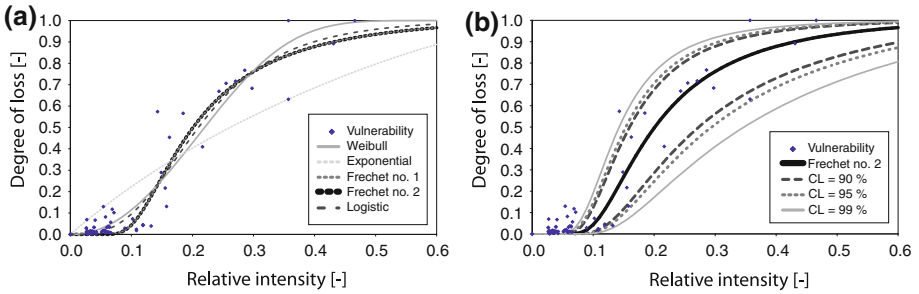 (a)
Degree of loss [-]
1.0
0.9
0.8
0.7
0.6
0.5
0.4
0.3
0.2
0.1
0.0
0.0 0.1 0.2 0.3 0.4 0.5 0.6
Relative intensity [-]
Vulnerability
Weibull
Exponential
Frechet no. 1
Frechet no. 2
Logistic
(b)
Degree of loss [-]
1.0
0.9
0.8
0.7
0.6
0.5
0.4
0.3
0.2
0.1
0.0
0.0 0.1 0.2 0.3 0.4 0.5 0.6
Relative intensity [-]
Vulnerability
Frechet no. 2
CL = 90 %
CL = 95 %
CL = 99 %